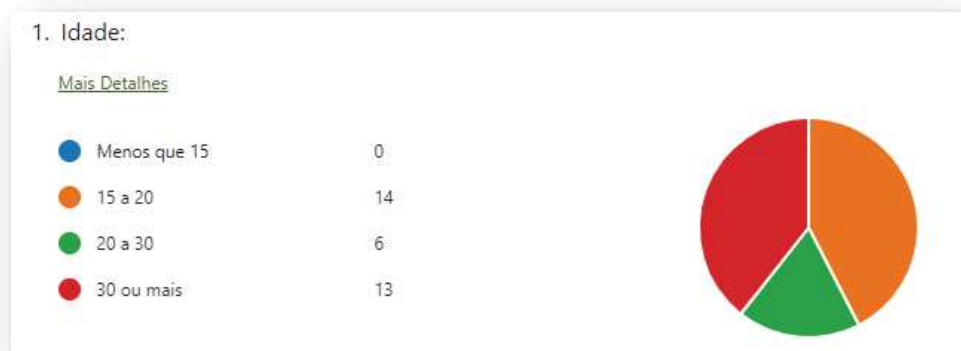 1. Idade:
Mais Detalhes
Menos que 15 0
15 a 20 14
20 a 30 6
30 ou mais 13